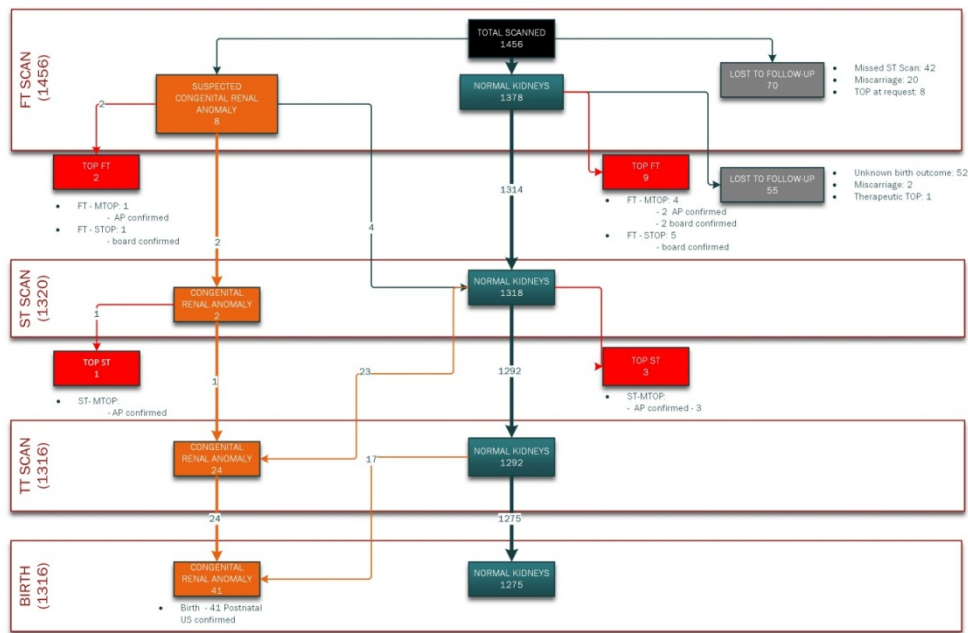 FT SCAN
(1456)
TOTAL SCANNED
1456
SUSPECTED
CONGENITAL RENAL
ANOMALY
8
NORMAL KIDNEYS
1378
LOST TO FOLLOW-UP
70
• Missed ST Scan: 42
• Miscarriage: 20
• TOP at request: 8
2
TOP FT
2
• FT - MTOP: 1
- AP confirmed
• FT - STOP: 1
- board confirmed
2
4
1314
TOP FT
9
• FT - MTOP: 4
- 2 AP confirmed
- 2 board confirmed
• FT - STOP: 5
- board confirmed
LOST TO FOLLOW-UP
55
• Unknown birth outcome: 52
• Miscarriage: 2
• Therapeutic TOP: 1
ST SCAN
(1320)
CONGENITAL
RENAL ANOMALY
2
NORMAL KIDNEYS
1318
1
TOP ST
1
• ST- MTOP:
- AP confirmed
1
23
1292
TOP ST
3
• ST-MTOP:
- AP confirmed - 3
TT SCAN
(1316)
CONGENITAL
RENAL ANOMALY
24
NORMAL KIDNEYS
1292
17
24
1275
BIRTH
(1316)
CONGENITAL
RENAL ANOMALY
41
NORMAL KIDNEYS
1275
• Birth - 41 Postnatal
US confirmed